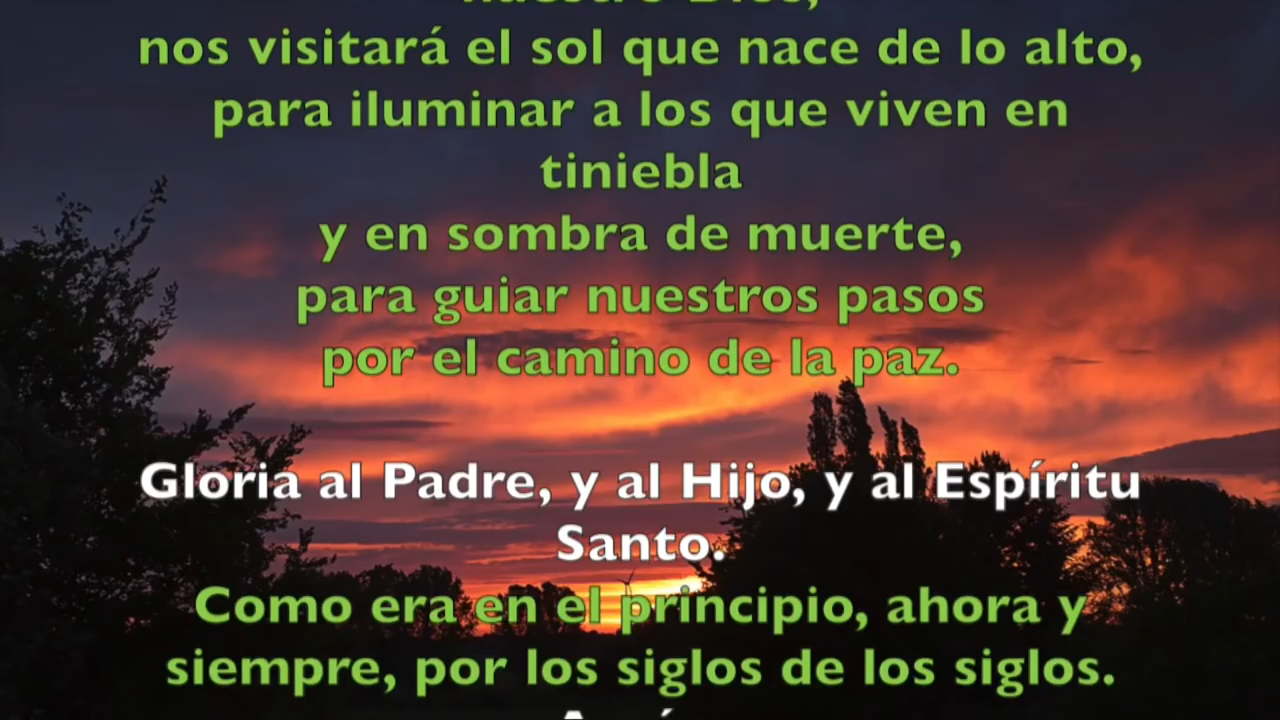 nuestro Dios,
nos visitará el sol que nace de lo alto,
para iluminar a los que viven en
tiniebla
y en sombra de muerte,
para guiar nuestros pasos
por el camino de la paz.
Gloria al Padre, y al Hijo, y al Espíritu
Santo.
Como era en el principio, ahora y
siempre, por los siglos de los siglos.